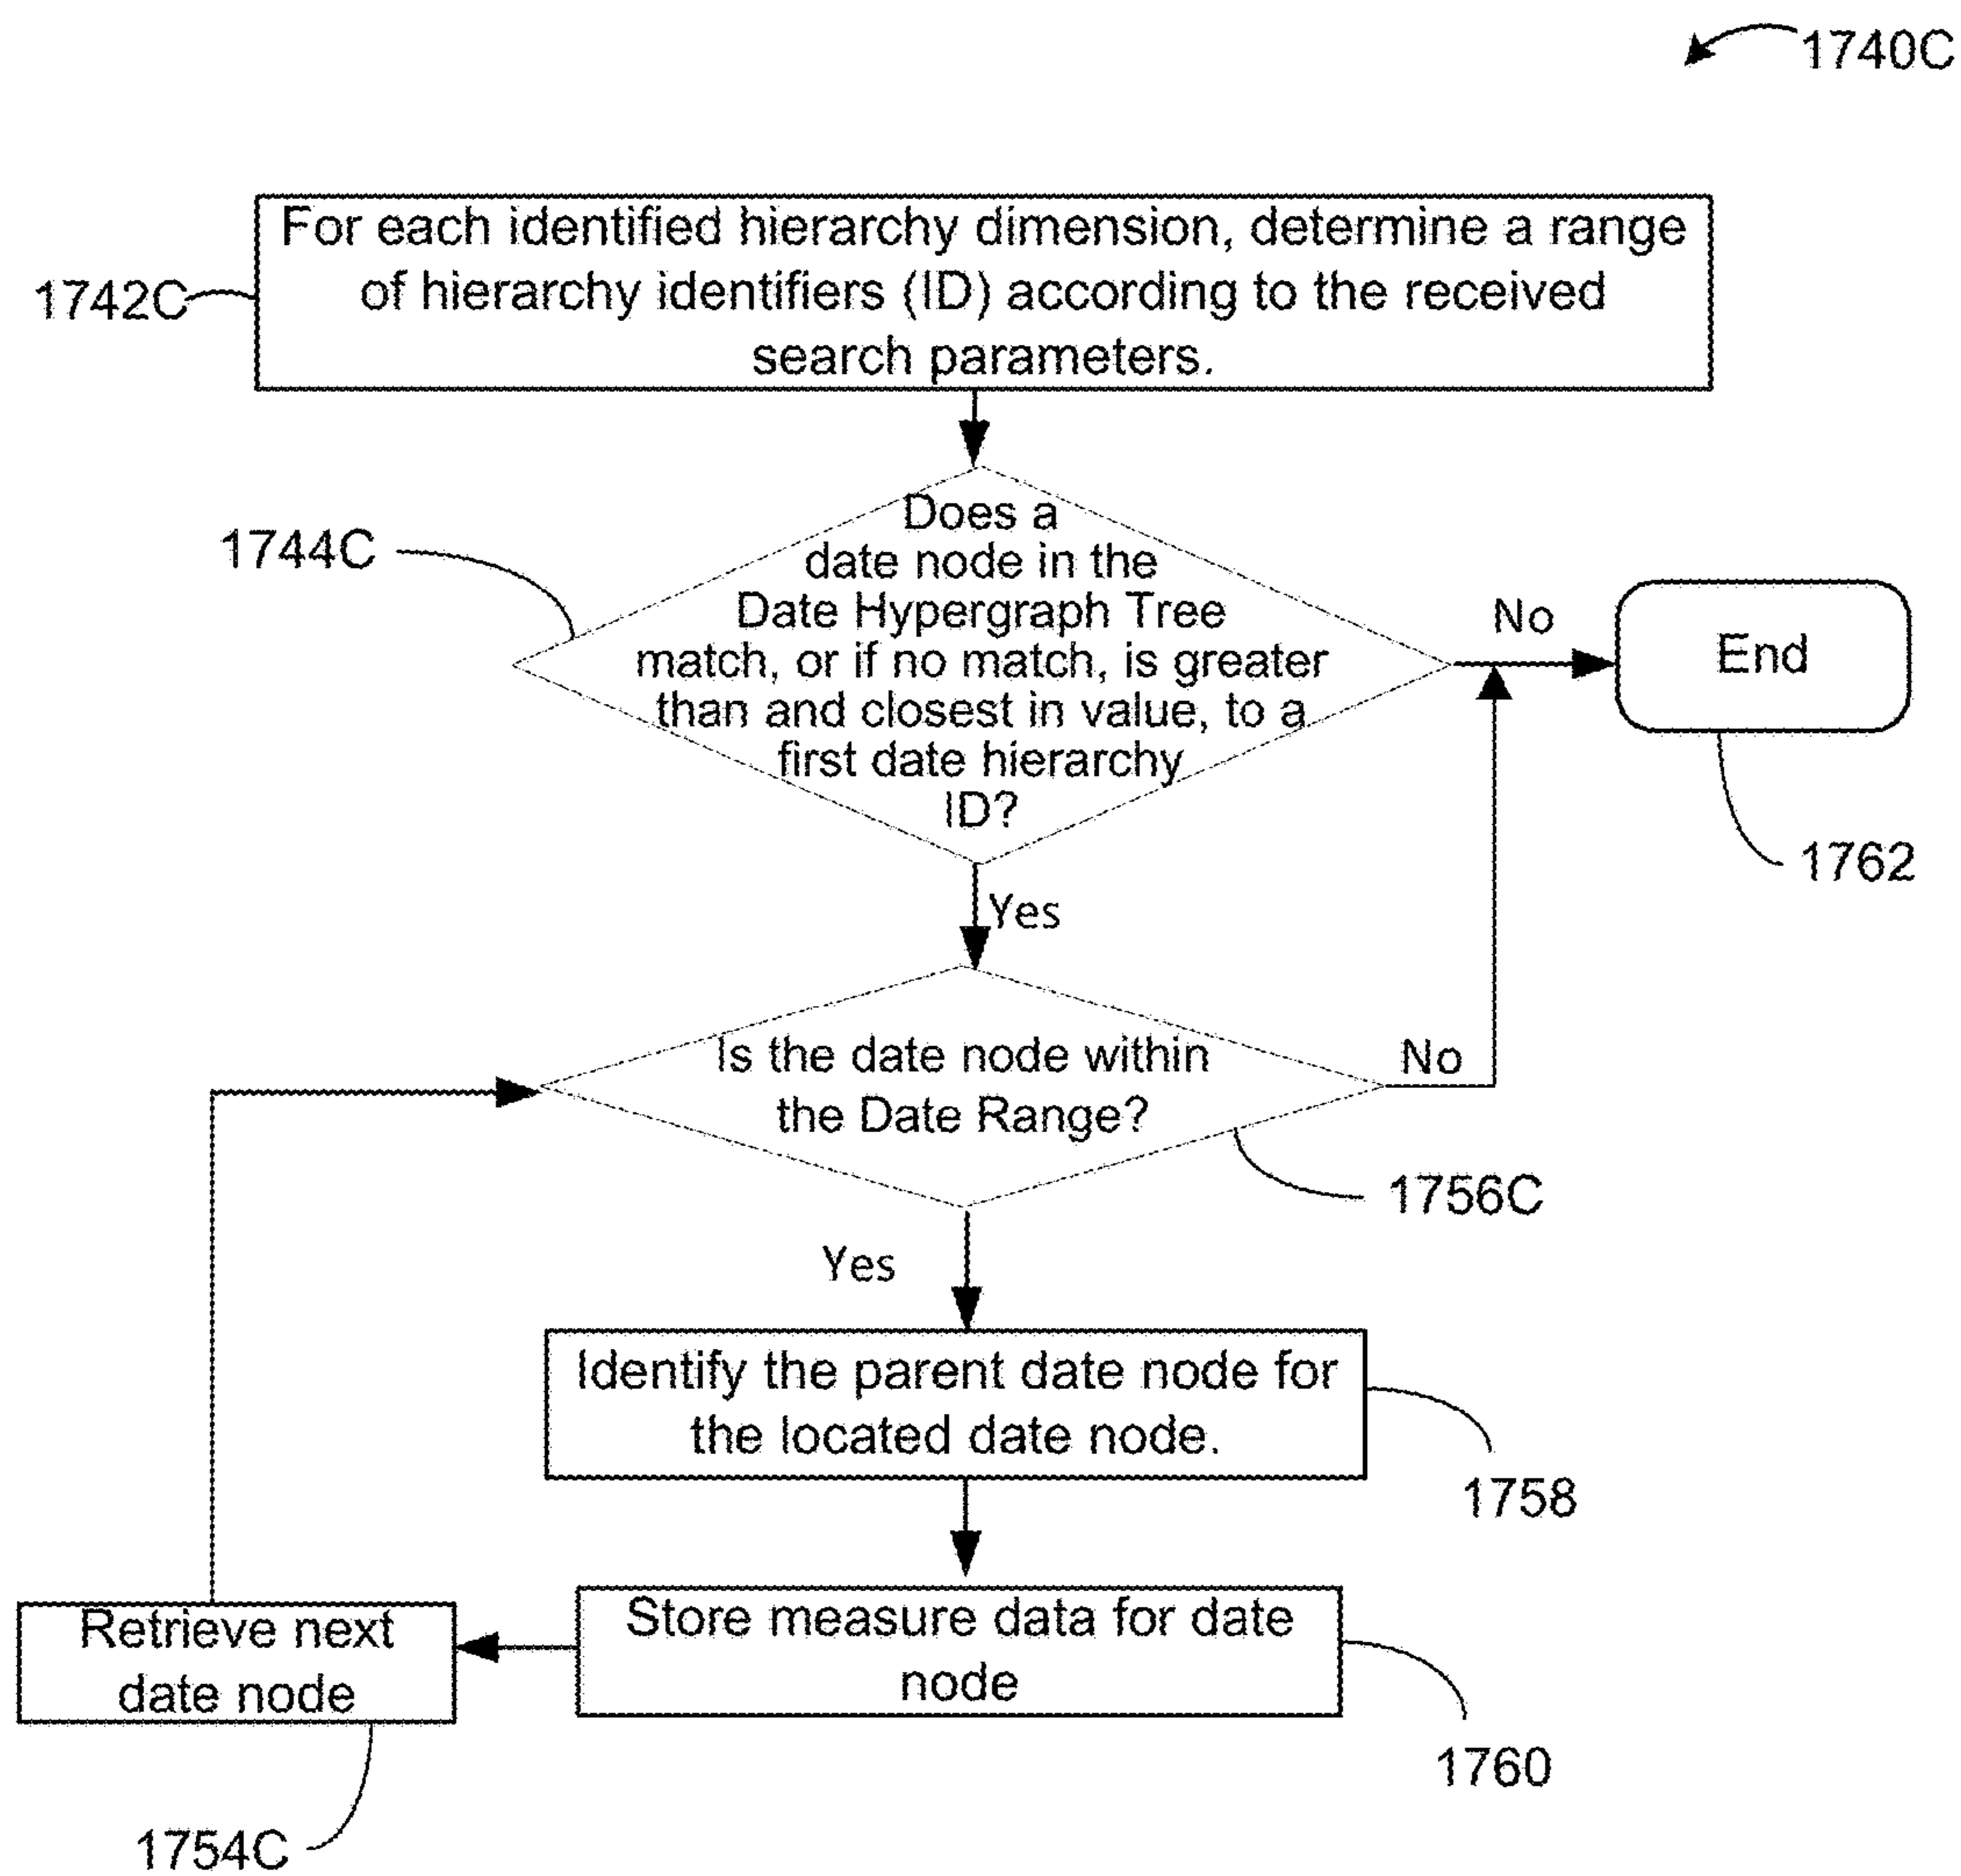 1740C
For each identified hierarchy dimension, determine a range
of hierarchy identifiers (ID) according to the received
search parameters.
1742C
Does a
date node in the
Date Hypergraph Tree
match, or if no match, is greater
than and closest in value, to a
first date hierarchy
ID?
1744C
No
End
1762
Yes
Is the date node within
the Date Range?
No
1756C
Yes
Identify the parent date node for
the located date node.
1758
Store measure data for date
node
1760
Retrieve next
date node
1754C